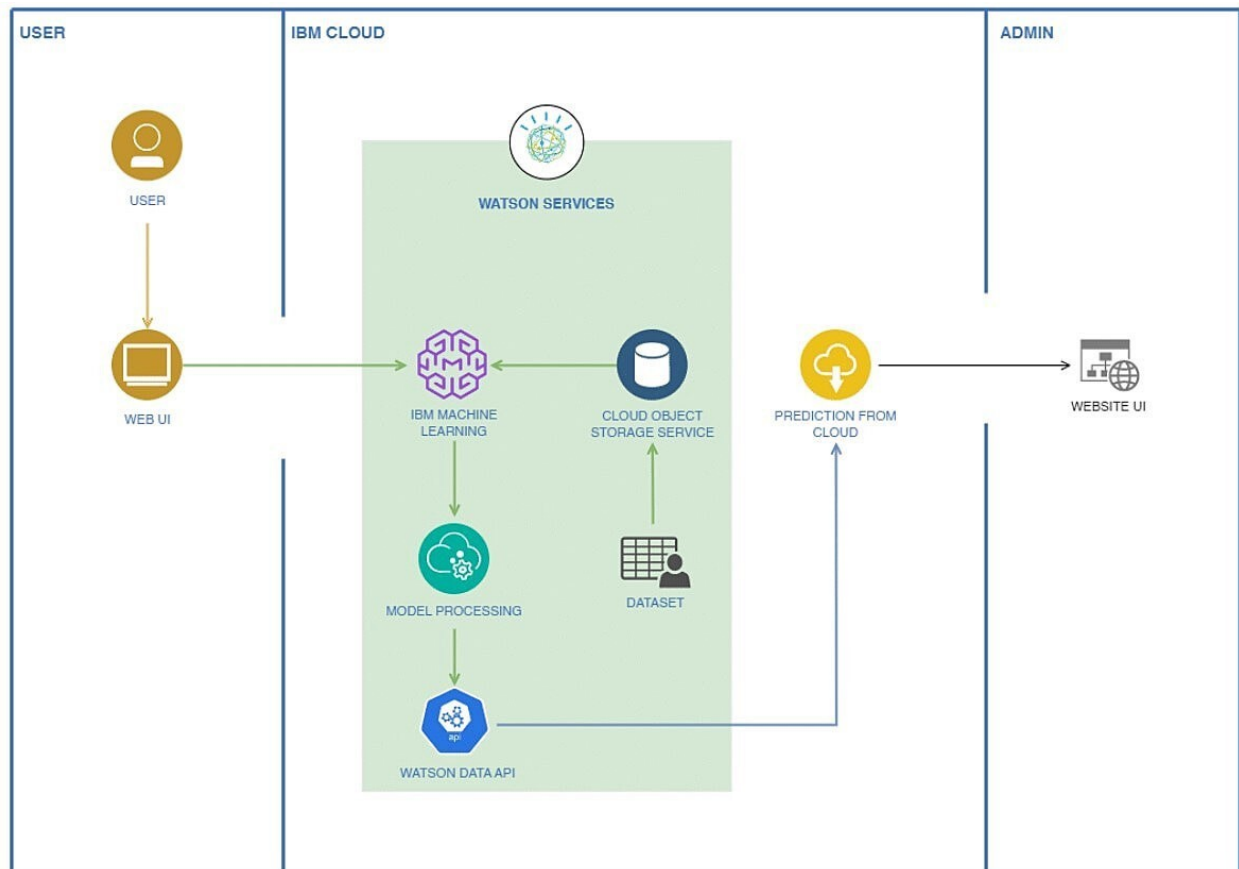 USER
IBM CLOUD
ADMIN
USER
WATSON SERVICES
WEB UI
IBM MACHINE
LEARNING
CLOUD OBJECT
STORAGE SERVICE
PREDICTION FROM
CLOUD
WEBSITE UI
MODEL PROCESSING
DATASET
api
WATSON DATA API